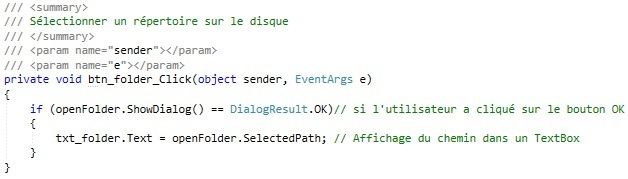 /// <summary>
/// Sélectionner un répertoire sur le disque
/// </summary>
/// <param name="sender"></param>
/// <param name="e"></param>
private void btn_folder_Click(object sender, EventArgs e)
{
    if (openFolder.ShowDialog() == DialogResult.OK)// si l'utilisateur a cliqué sur le bouton OK
    {
        txt_folder.Text = openFolder.SelectedPath; // Affichage du chemin dans un TextBox
    }
}